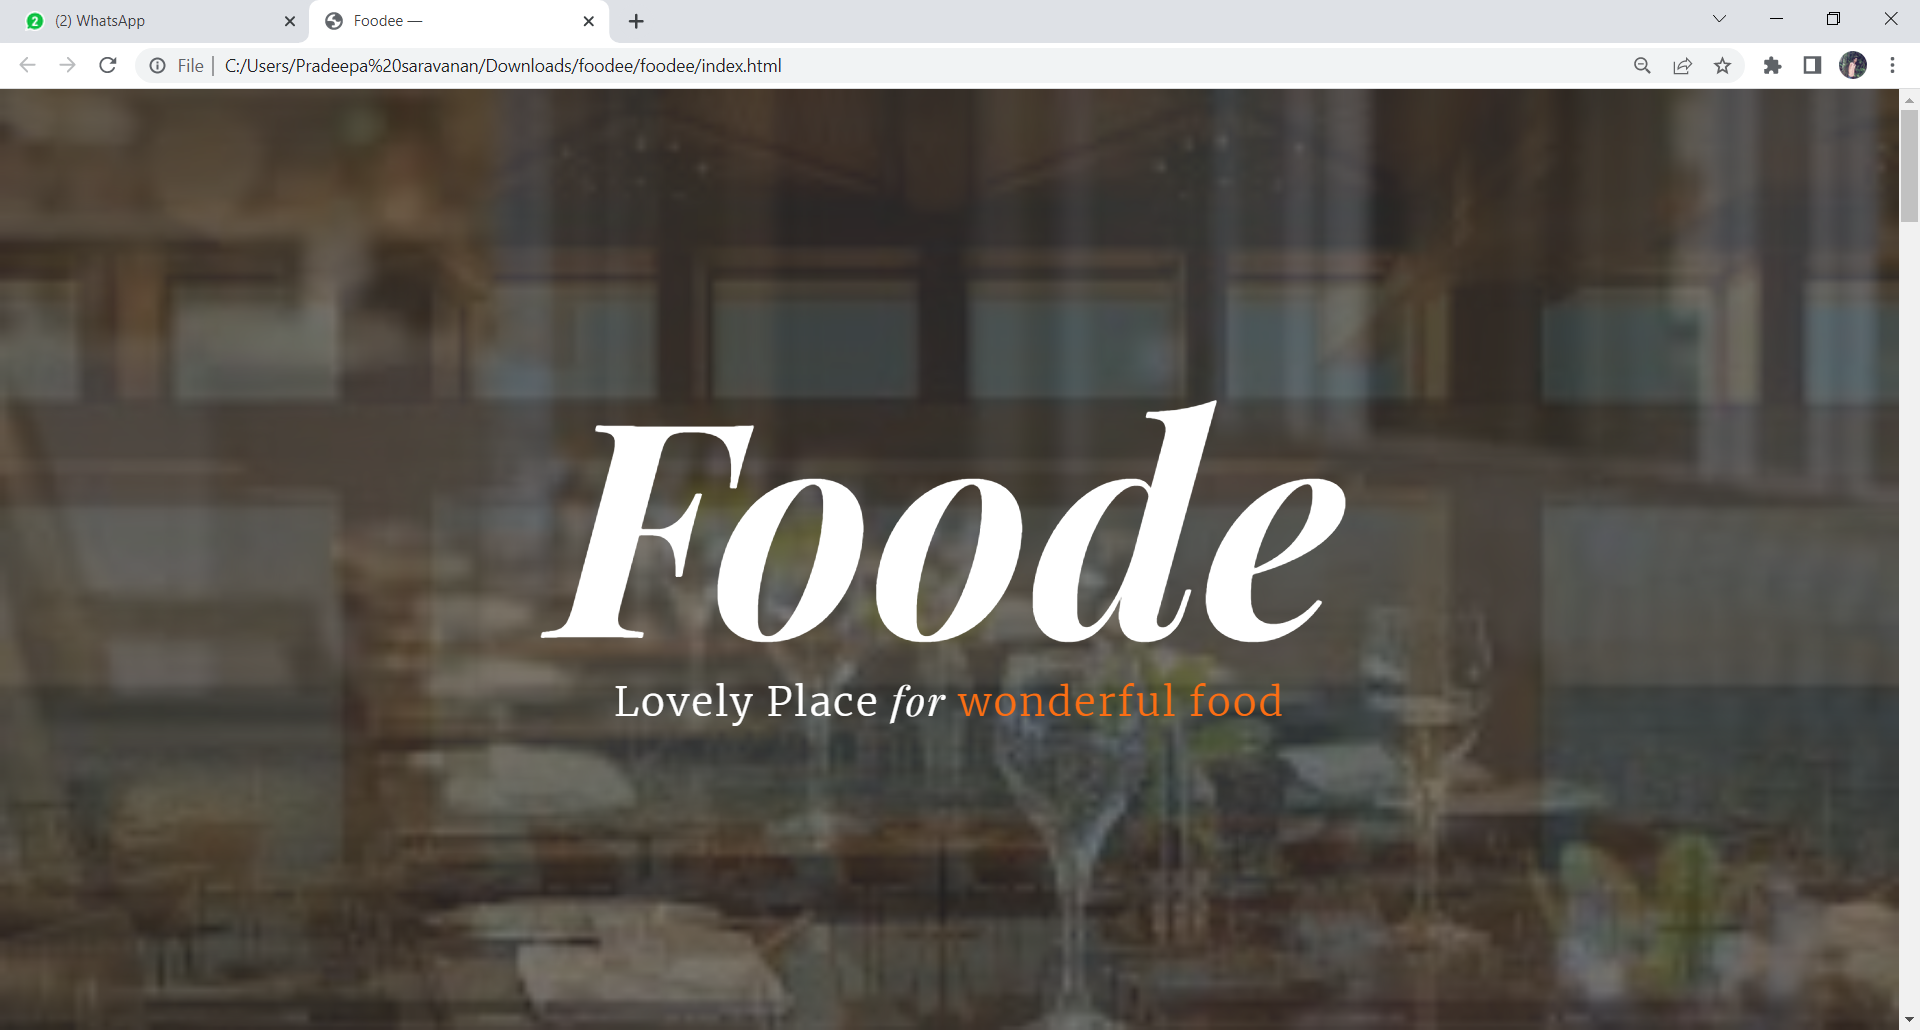 (2) WhatsApp
Foodee —
File
C:/Users/Pradeepa%20saravanan/Downloads/foodee/foodee/index.html
Foode
Lovely Place for wonderful food